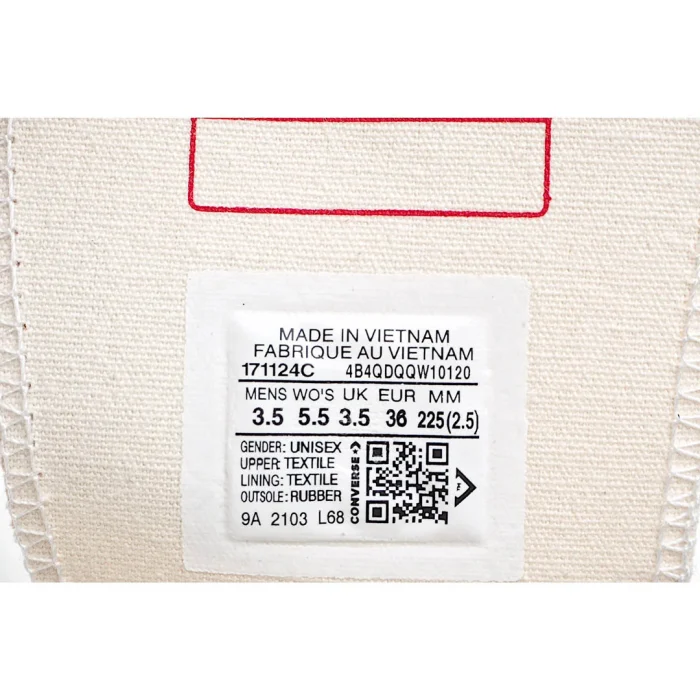 MADE IN VIETNAM
FABRIQUE AU VIETNAM
171124C 4B4QDQQW10120
MENS WO'S UK EUR MM
3.5 5.5 3.5 36 225(2.5)
GENDER: UNISEX
UPPER: TEXTILE
LINING: TEXTILE
OUTSOLE: RUBBER
9A 2103 L68
CONVERSE
E